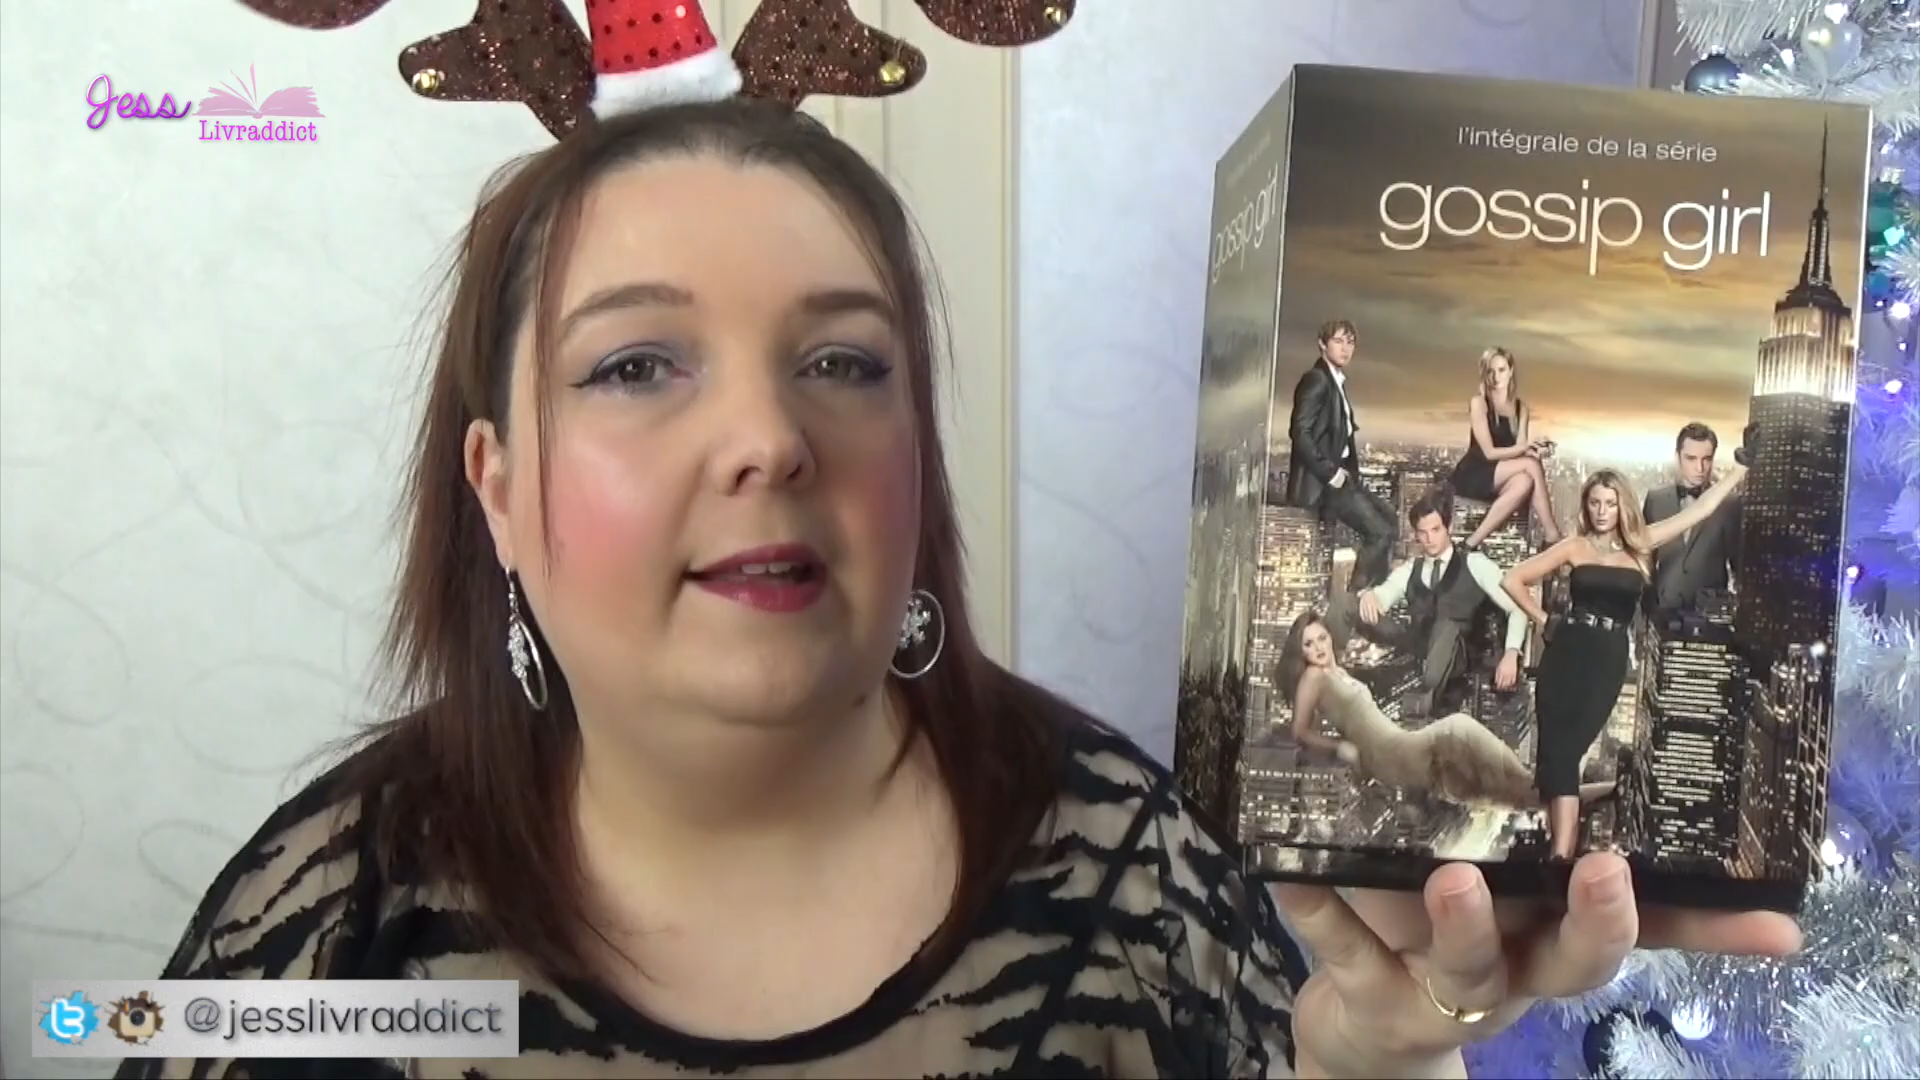 Jess
Livraddict
l'intégrale de la série
gossip girl
gossip girl
@jesslivraddict